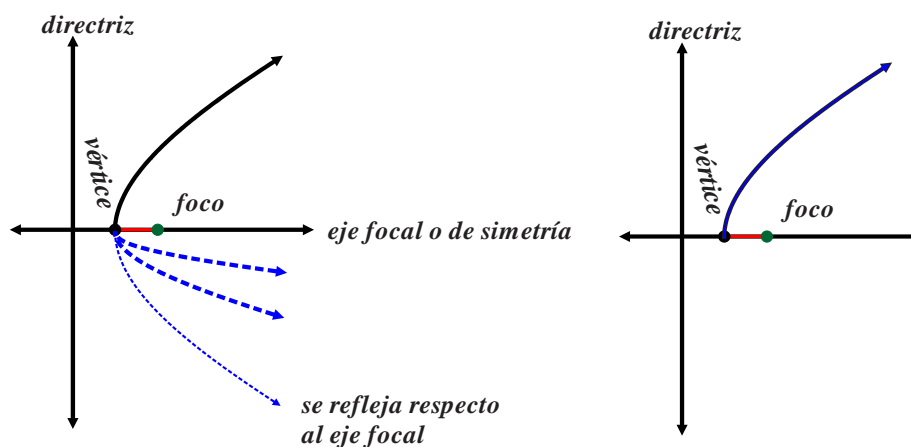 directriz
vértice
foco
eje focal o de simetría
se refleja respecto
al eje focal
directriz
vértice
foco